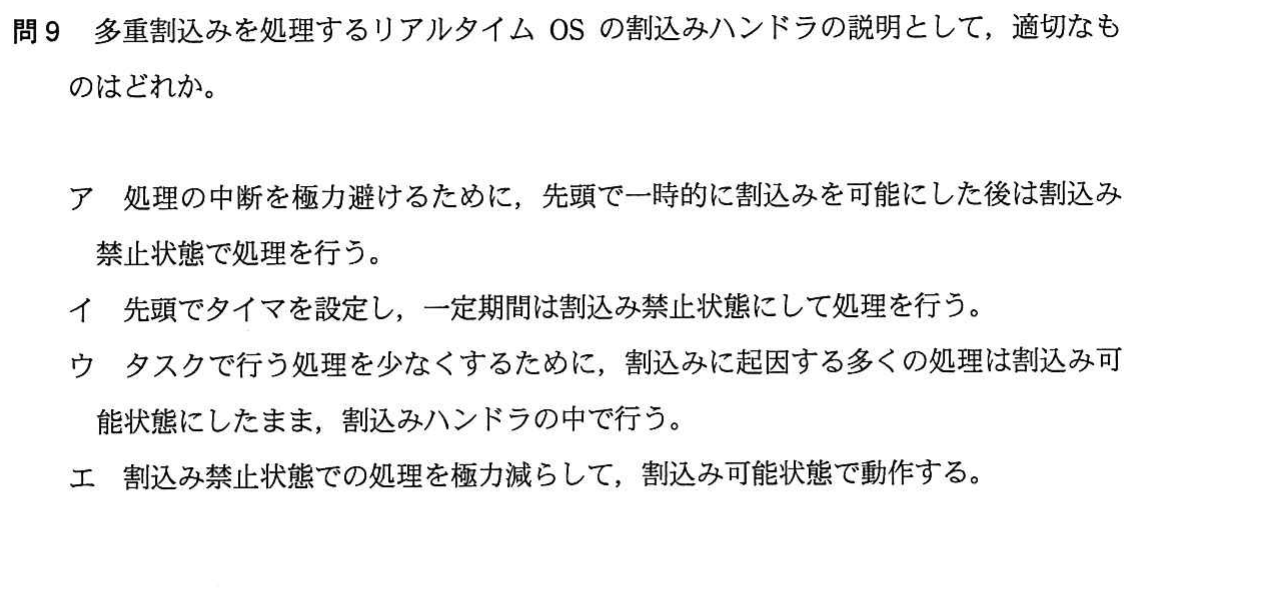 問9 多重割込みを処理するリアルタイム OS の割込みハンドラの説明として，適切なも
のはどれか。
ア 処理の中断を極力避けるために，先頭で一時的に割込みを可能にした後は割込み
禁止状態で処理を行う。
イ 先頭でタイマを設定し，一定期間は割込み禁止状態にして処理を行う。
ウ タスクで行う処理を少なくするために，割込みに起因する多くの処理は割込み可
能状態にしたまま，割込みハンドラの中で行う。
エ 割込み禁止状態での処理を極力減らして，割込み可能状態で動作する。